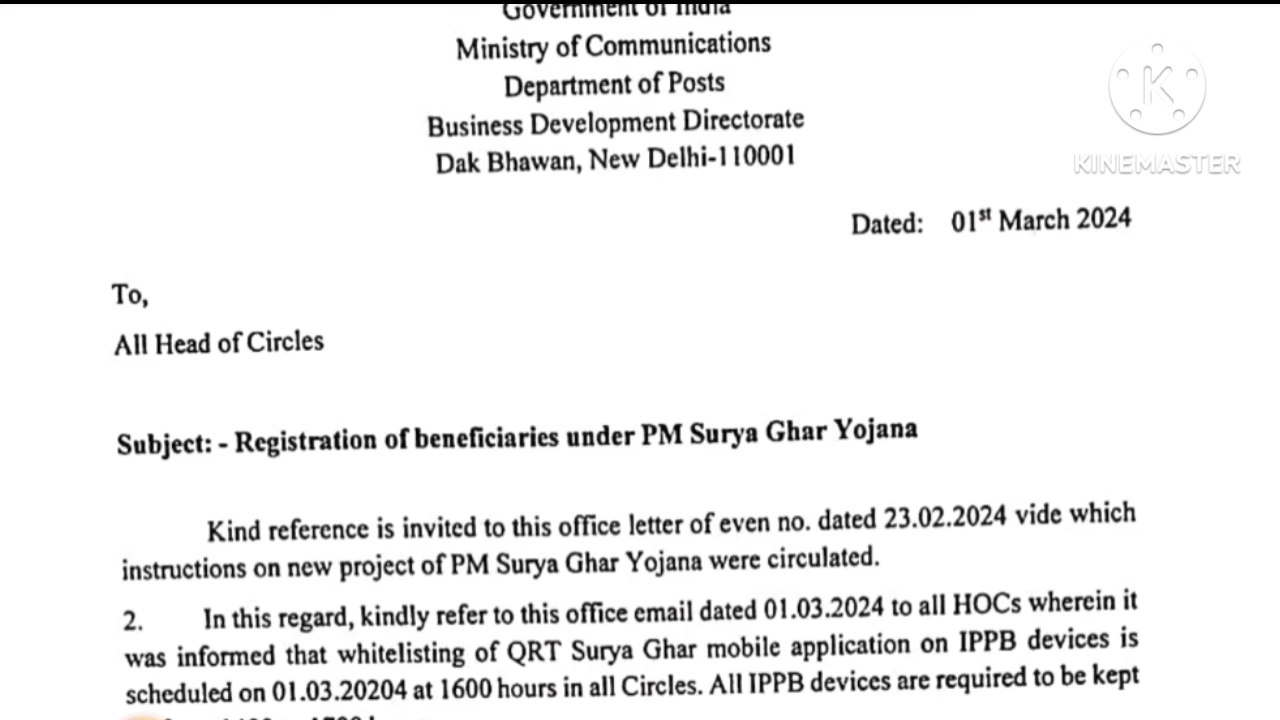 Government of India
Ministry of Communications
Department of Posts
Business Development Directorate
Dak Bhawan, New Delhi-110001
K
KINEMASTER
Dated: 01st March 2024
To,
All Head of Circles
Subject: - Registration of beneficiaries under PM Surya Ghar Yojana
Kind reference is invited to this office letter of even no. dated 23.02.2024 vide which
instructions on new project of PM Surya Ghar Yojana were circulated.
2. In this regard, kindly refer to this office email dated 01.03.2024 to all HOCs wherein it
was informed that whitelisting of QRT Surya Ghar mobile application on IPPB devices is
scheduled on 01.03.20204 at 1600 hours in all Circles. All IPPB devices are required to be kept